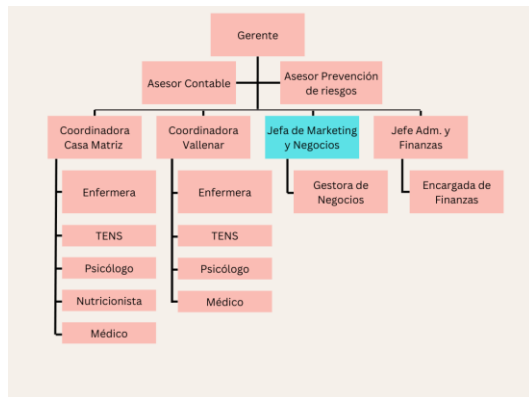 Gerente
Asesor Contable
Asesor Prevención
de riesgos
Coordinadora
Casa Matriz
Coordinadora
Vallenar
Jefa de Marketing
y Negocios
Jefe Adm. y
Finanzas
Enfermera
TENS
Psicólogo
Nutricionista
Médico
Enfermera
TENS
Psicólogo
Médico
Gestora de
Negocios
Encargada de
Finanzas